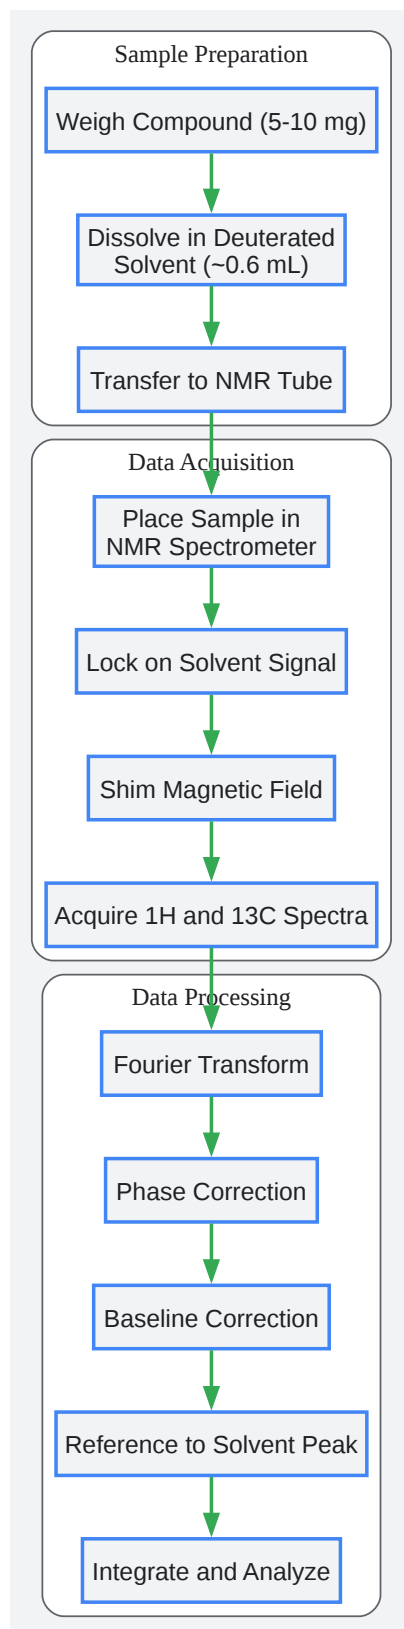 Sample Preparation
Weigh Compound (5-10 mg)
Dissolve in Deuterated
Solvent (~0.6 mL)
Transfer to NMR Tube
Data Acquisition
Place Sample in
NMR Spectrometer
Lock on Solvent Signal
Shim Magnetic Field
Acquire 1H and 13C Spectra
Data Processing
Fourier Transform
Phase Correction
Baseline Correction
Reference to Solvent Peak
Integrate and Analyze